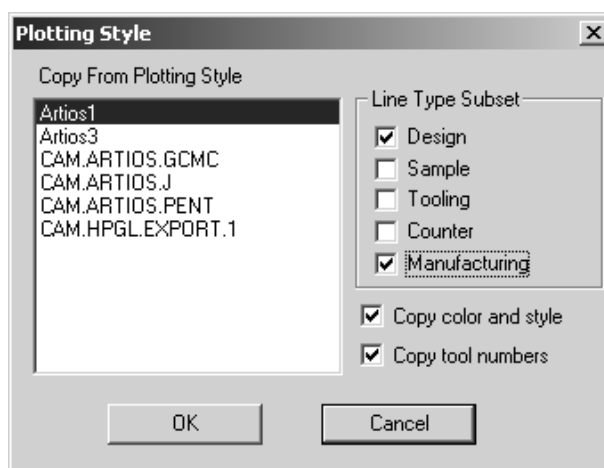 Plotting Style
Copy From Plotting Style
Artios1
Artios3
CAM.ARTIOS.GCMC
CAM.ARTIOS.J
CAM.ARTIOS.PENT
CAM.HPGL.EXPORT.1
Line Type Subset
Design
Sample
Tooling
Counter
Manufacturing
Copy color and style
Copy tool numbers
OK
Cancel